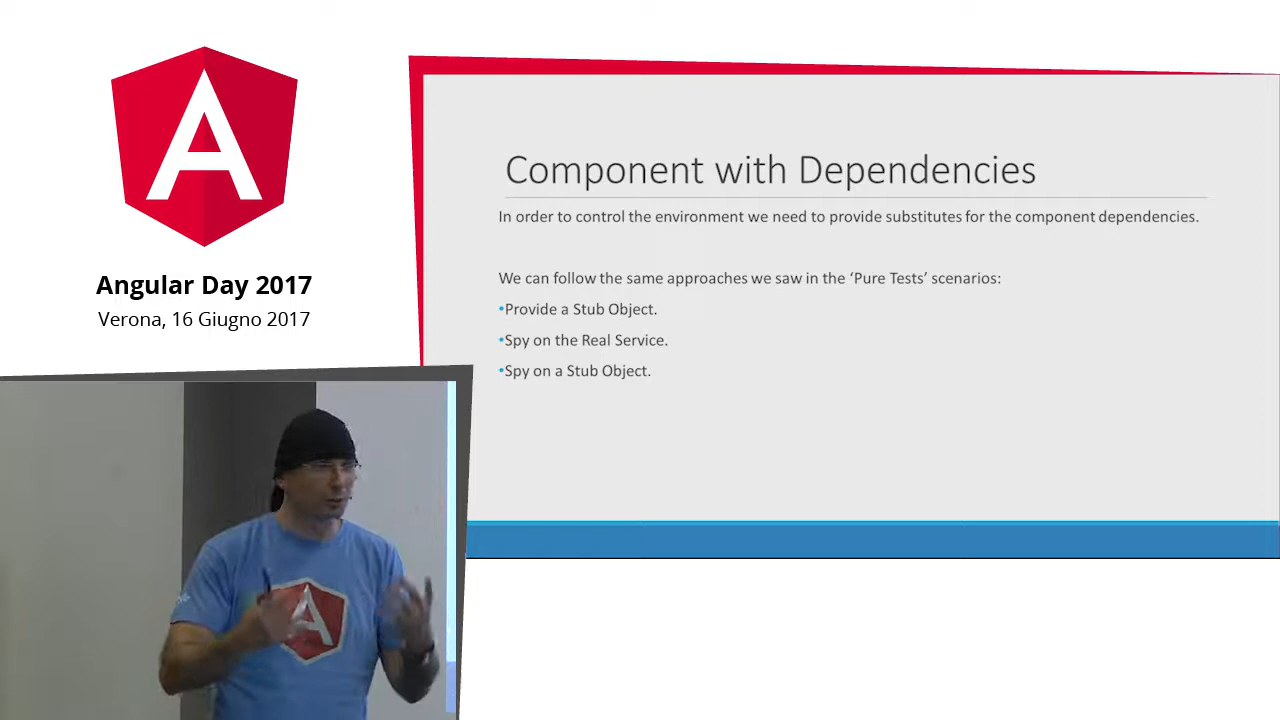 Angular Day 2017
Verona, 16 Giugno 2017
Component with Dependencies
In order to control the environment we need to provide substitutes for the component dependencies.
We can follow the same approaches we saw in the ‘Pure Tests’ scenarios:
•Provide a Stub Object.
•Spy on the Real Service.
•Spy on a Stub Object.